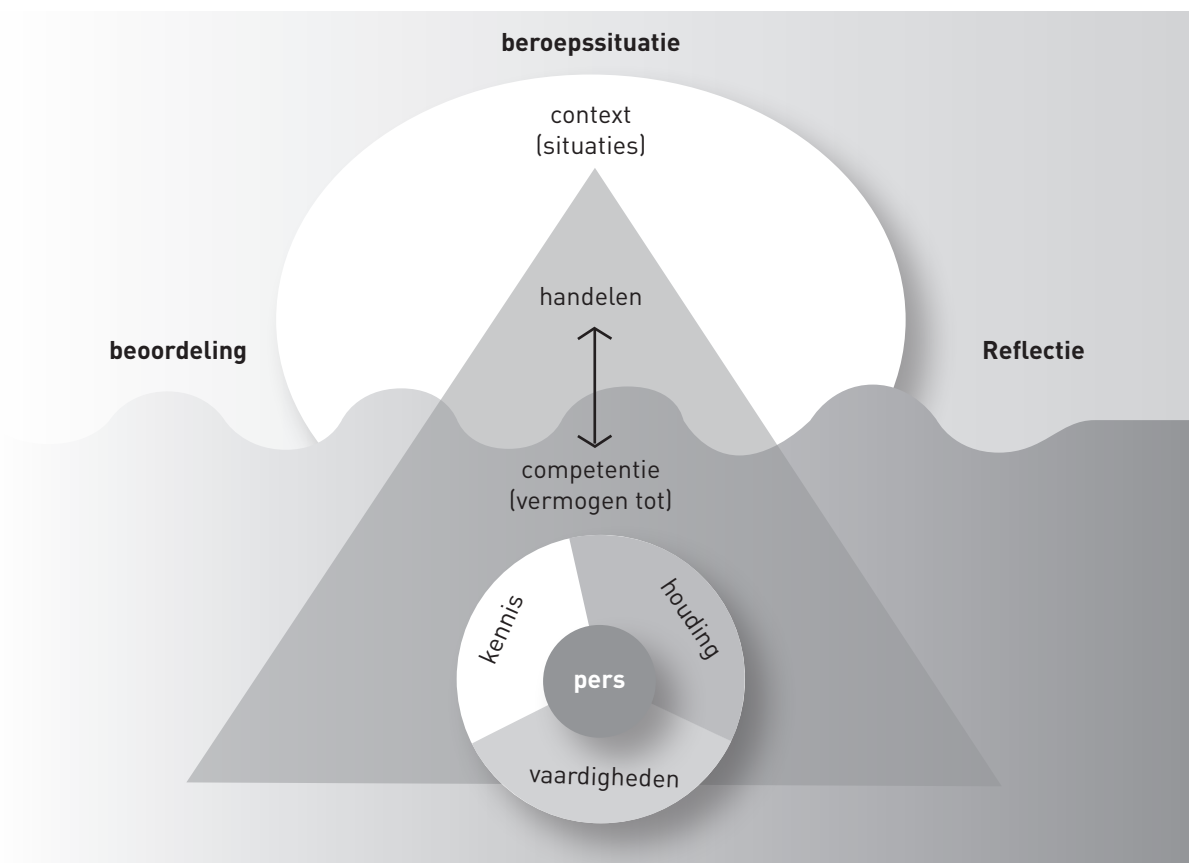 beroepssituatie
context
(situaties)
handelen
beoordeling
Reflectie
competentie
(vermogen tot)
kennis
houding
pers
vaardigheden